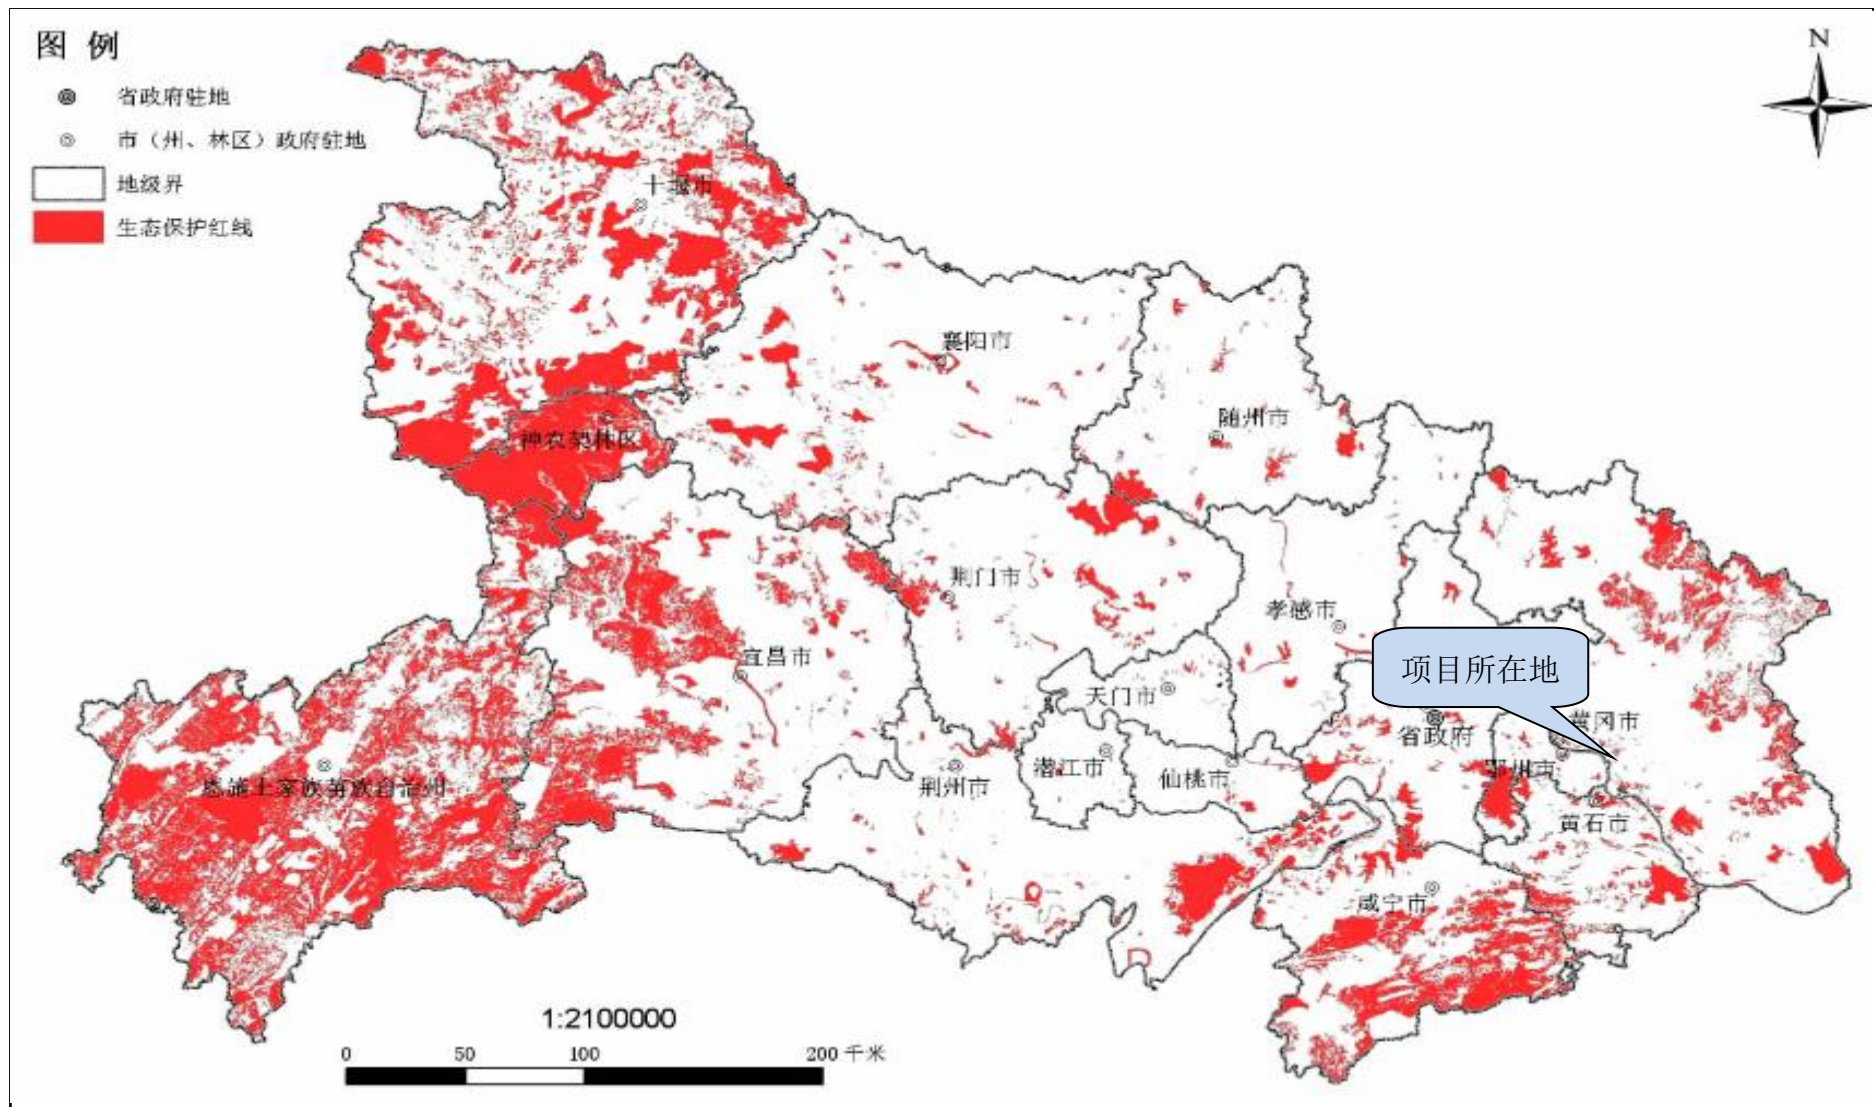 图 例
省政府驻地
市（州、林区）政府驻地
地级界
生态保护红线
N
十堰市
襄阳市
随州市
神农架林区
荆门市
孝感市
宜昌市
项目所在地
天门市
黄冈市
省政府
恩施土家族苗族自治州
荆州市
潜江市
仙桃市
鄂州市
黄石市
咸宁市
1:2100000
0 50 100 200 千米